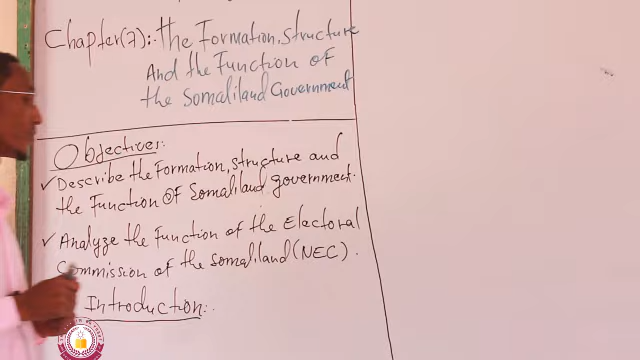 Chapter(7):- The Formation, Structure
And the Function of
the Somaliland Government
Objectives:
✓ Describe the Formation, structure and
the Function OF Somaliland government.
✓ Analyze the Function of the Electoral
Commission of the Somaliland (NEC).
Introduction:.